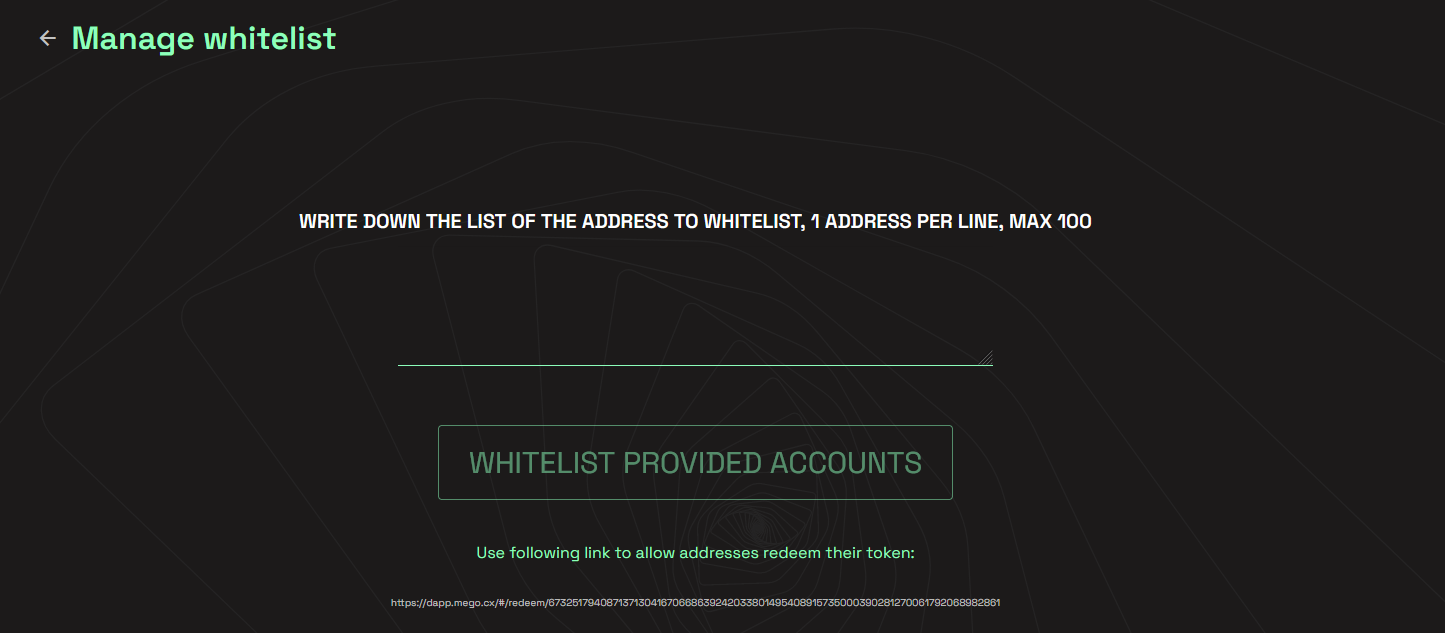 Manage whitelist
WRITE DOWN THE LIST OF THE ADDRESS TO WHITELIST, 1 ADDRESS PER LINE, MAX 100
WHITELIST PROVIDED ACCOUNTS
Use following link to allow addresses redeem their token:
https://dapp.mego.cx/#/redeem/67325179408713713041670668639242033801495408915735000390281270061792068982861